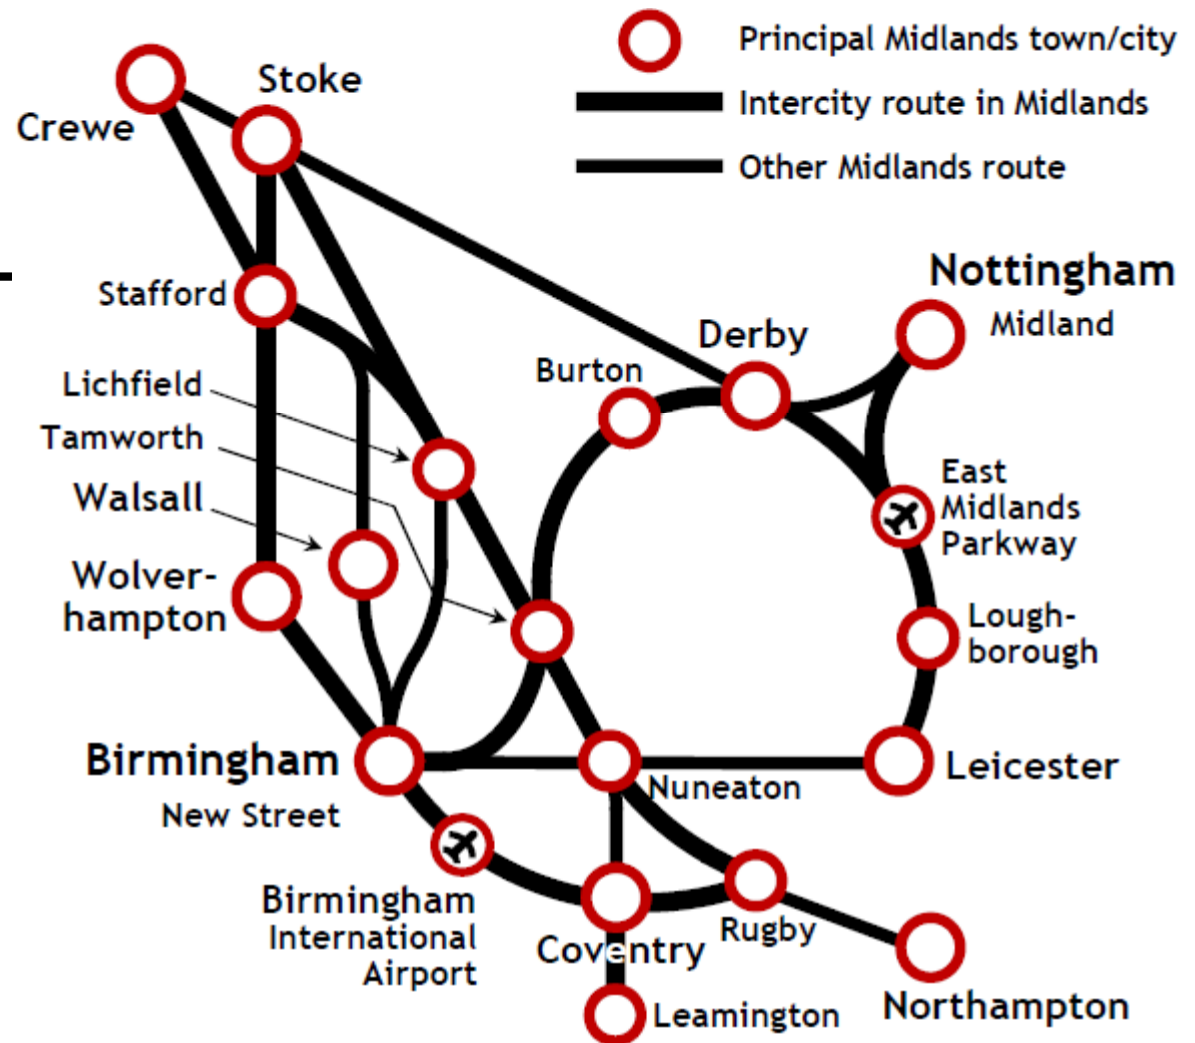 Principal Midlands town/city
Intercity route in Midlands
Other Midlands route
Stoke
Crewe
Nottingham
Midland
Stafford
Derby
Burton
Lichfield
Tamworth
Walsall
East
Midlands
Parkway
Wolver-
hampton
Lough-
borough
Birmingham
New Street
Nuneaton
Leicester
Birmingham
International
Airport
Coventry
Rugby
Northampton
Leamington